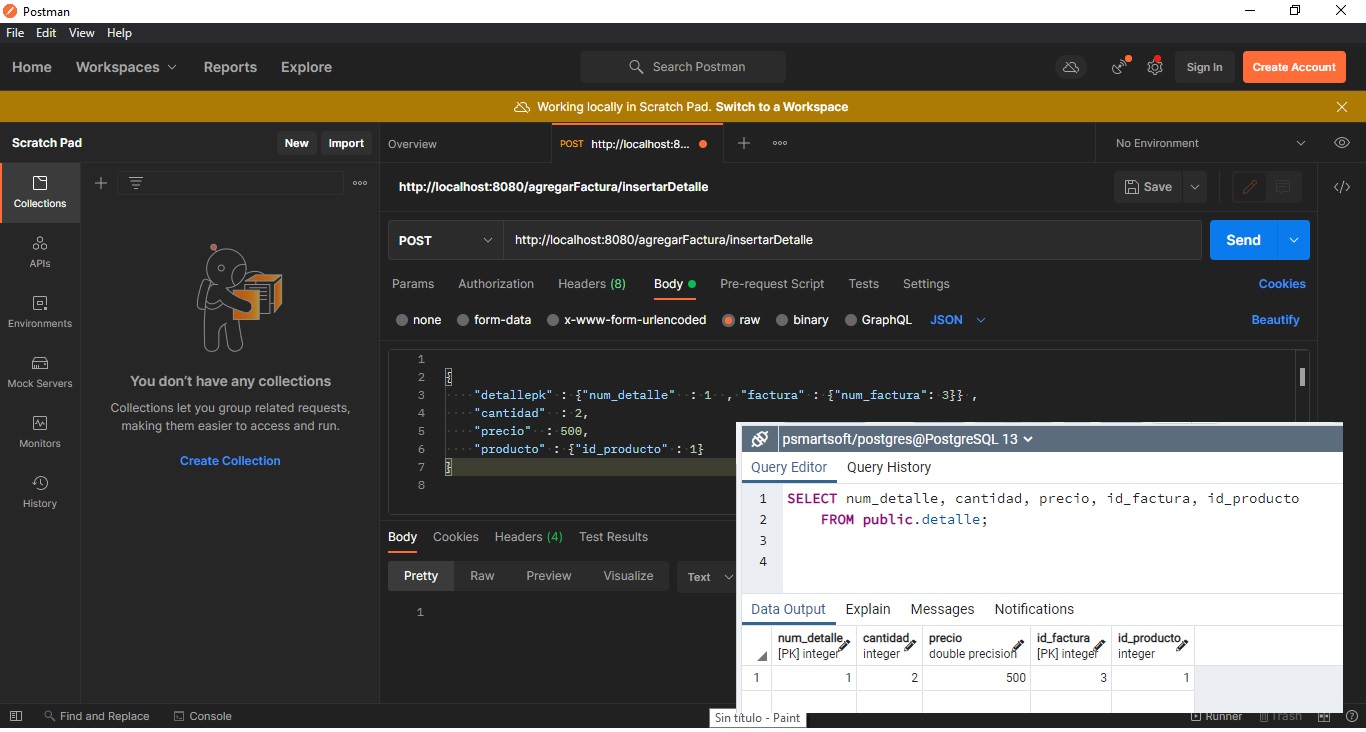 Postman
File Edit View Help
Home Workspaces Reports Explore Search Postman Sign In Create Account
Working locally in Scratch Pad. Switch to a Workspace
Scratch Pad New Import Overview POST http://localhost:8... No Environment
http://localhost:8080/agregarFactura/insertarDetalle Save
Collections
POST http://localhost:8080/agregarFactura/insertarDetalle Send
APIs
Params Authorization Headers (8) Body Pre-request Script Tests Settings Cookies
Environments
none form-data x-www-form-urlencoded raw binary GraphQL JSON Beautify
Mock Servers
Monitors
History
You don't have any collections
Collections let you group related requests,
making them easier to access and run.
Create Collection
1
2 {
3 "detallepk" : {"num_detalle" : 1 , "factura" : {"num_factura": 3}} ,
4 "cantidad" : 2,
5 "precio" : 500,
6 "producto" : {"id_producto" : 1}
7 }
8
Body Cookies Headers (4) Test Results
Pretty Raw Preview Visualize Text
1
psmartsoft/postgres@PostgreSQL 13
Query Editor Query History
1 SELECT num_detalle, cantidad, precio, id_factura, id_producto
2 FROM public.detalle;
3
4
Data Output Explain Messages Notifications
num_detalle cantidad precio id_factura id_producto
[PK] integer integer double precision [PK] integer integer
1 1 2 500 3 1
Find and Replace Console Sin título - Paint Runner Trash